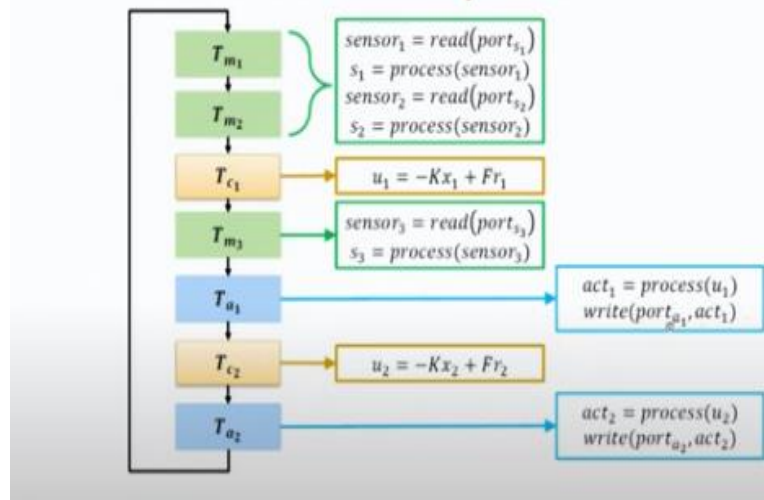 T_{m_1}
sensor_1 = read(port_{s_1})
s_1 = process(sensor_1)
sensor_2 = read(port_{s_2})
s_2 = process(sensor_2)
T_{m_2}
T_{c_1}
u_1 = -Kx_1 + Fr_1
T_{m_3}
sensor_3 = read(port_{s_3})
s_3 = process(sensor_3)
T_{a_1}
act_1 = process(u_1)
write(port_{a_1}, act_1)
T_{c_2}
u_2 = -Kx_2 + Fr_2
T_{a_2}
act_2 = process(u_2)
write(port_{a_2}, act_2)